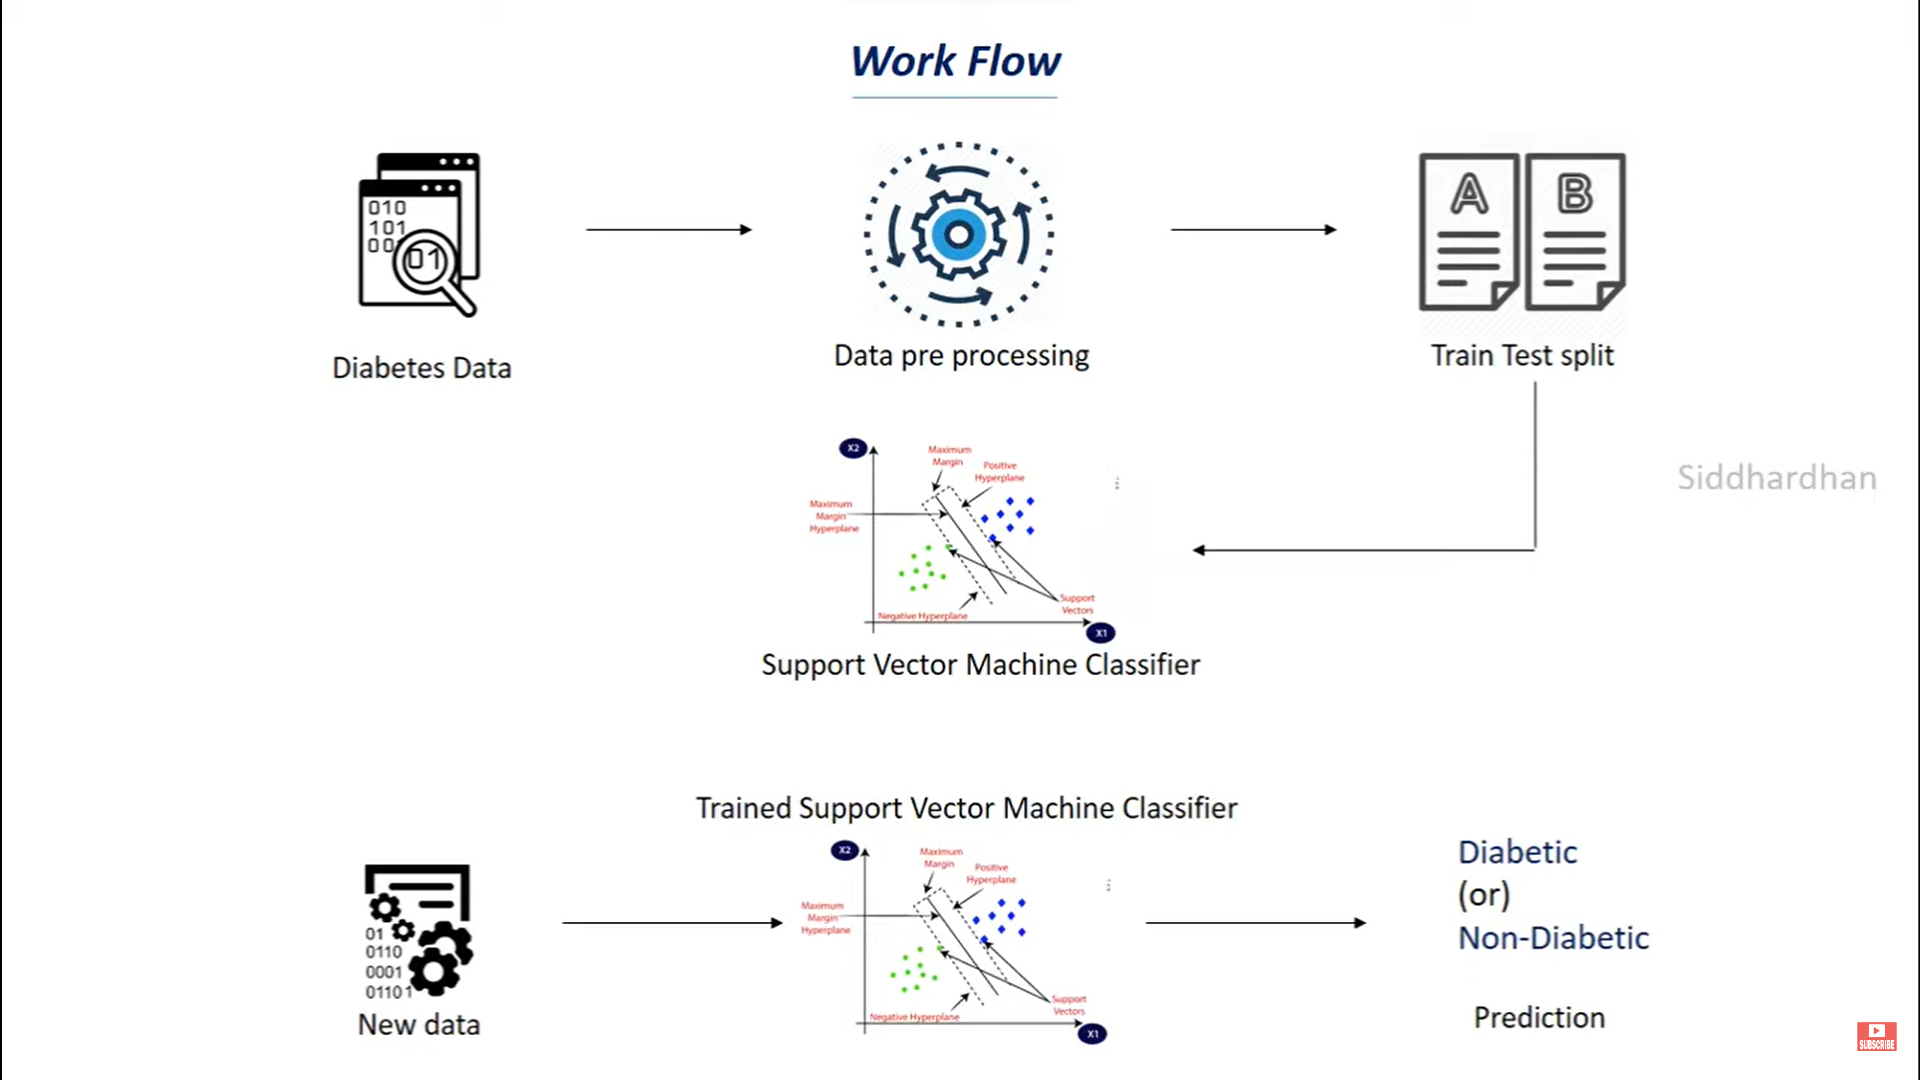 Work Flow
010
101
00
01
A B
Diabetes Data
Data pre processing
Train Test split
X2
Maximum
Margin
Positive
Hyperplane
Maximum
Margin
Hyperplane
Support
Vectors
Negative Hyperplane
X1
Siddhardhan
Support Vector Machine Classifier
Trained Support Vector Machine Classifier
X2
Maximum
Margin
Positive
Hyperplane
Maximum
Margin
Hyperplane
Support
Vectors
Negative Hyperplane
X1
01
0110
0001
01101
New data
Diabetic
(or)
Non-Diabetic
Prediction
SUBSCRIBE